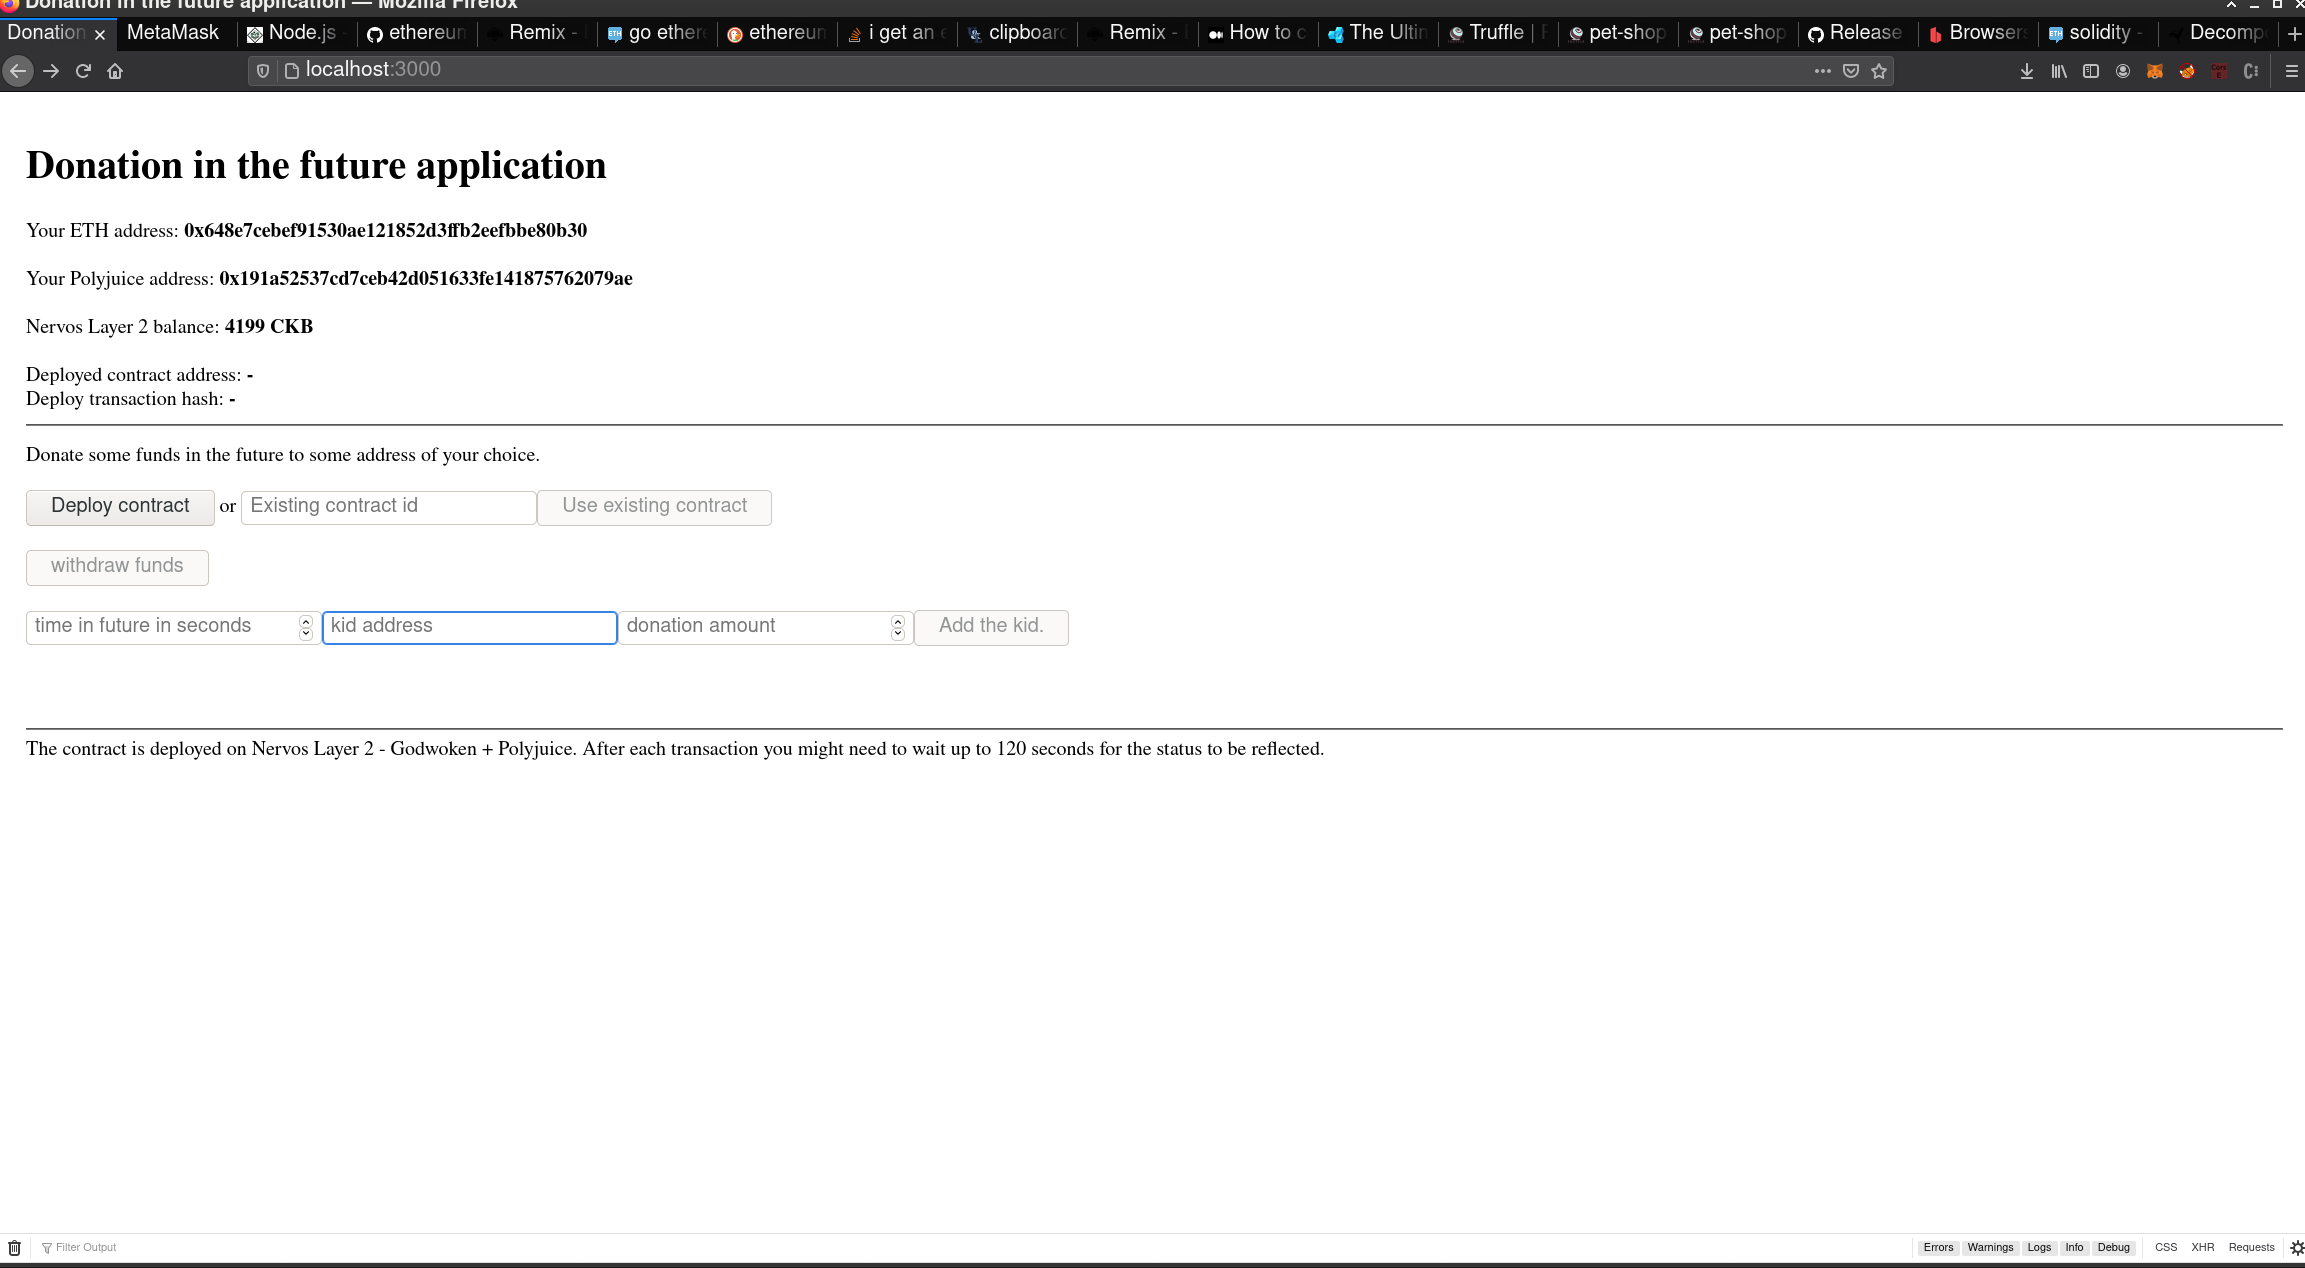 Donation in the future application — Mozilla Firefox
Donation MetaMask Node.js - ethereum Remix - go ether ethereum i get an e clipboard Remix - How to c The Ultin Truffle | pet-shop pet-shop Release Browser solidity - Decomp
localhost:3000
Donation in the future application
Your ETH address: 0x648e7cebef91530ae121852d3ffb2eefbbe80b30
Your Polyjuice address: 0x191a52537cd7ceb42d051633fe141875762079ae
Nervos Layer 2 balance: 4199 CKB
Deployed contract address: -
Deploy transaction hash: -
Donate some funds in the future to some address of your choice.
Deploy contract or Existing contract id Use existing contract
withdraw funds
time in future in seconds kid address donation amount Add the kid.
The contract is deployed on Nervos Layer 2 - Godwoken + Polyjuice. After each transaction you might need to wait up to 120 seconds for the status to be reflected.
Filter Output Errors Warnings Logs Info Debug CSS XHR Requests